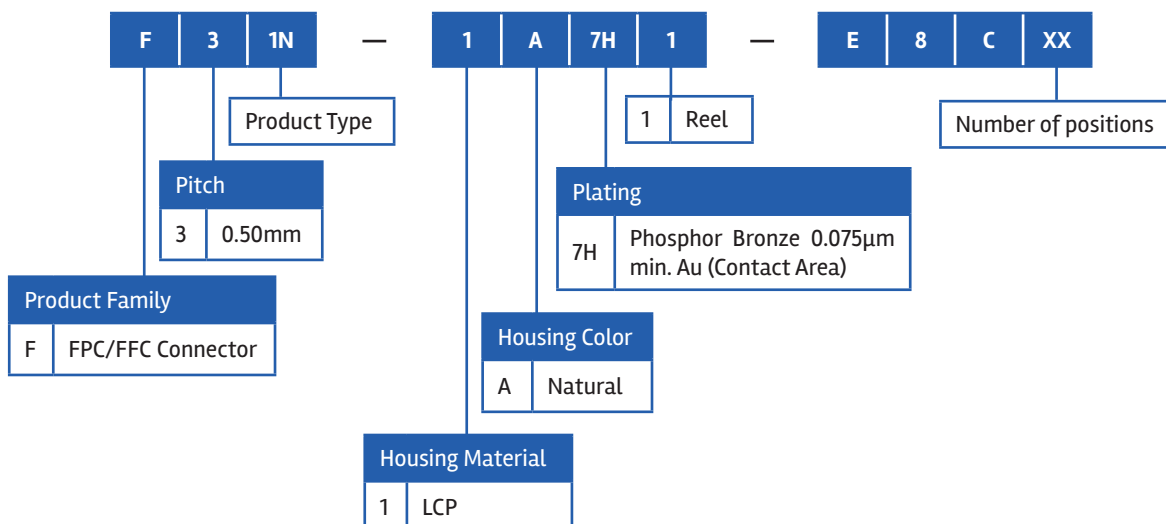 F 3 1N — 1 A 7H 1 — E 8 C XX
Product Type
1 Reel
Number of positions
Pitch
3 0.50mm
Plating
7H Phosphor Bronze 0.075µm
min. Au (Contact Area)
Product Family
F FPC/FFC Connector
Housing Color
A Natural
Housing Material
1 LCP